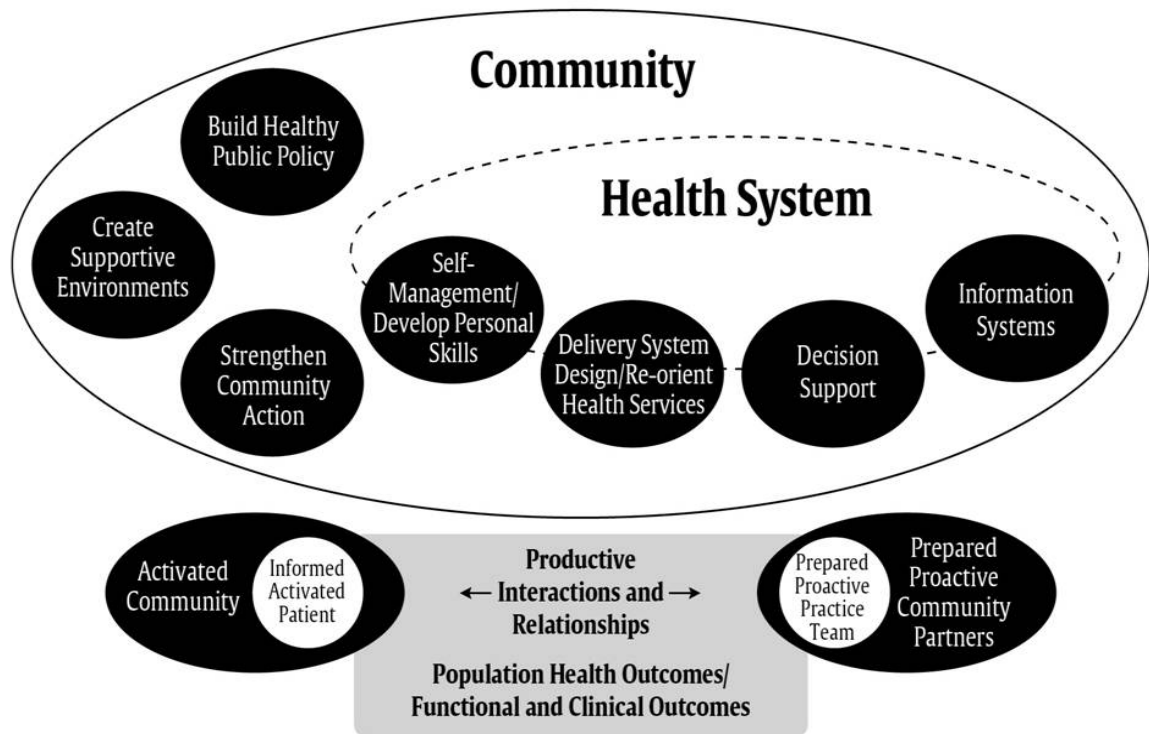 Community
Build Healthy
Public Policy
Health System
Create
Supportive
Environments
Self-
Management/
Develop Personal
Skills
Information
Systems
Strengthen
Community
Action
Delivery System
Design/Re-orient
Health Services
Decision
Support
Activated
Community
Informed
Activated
Patient
Productive
Interactions and
Relationships
Population Health Outcomes/
Functional and Clinical Outcomes
Prepared
Proactive
Practice
Team
Prepared
Proactive
Community
Partners